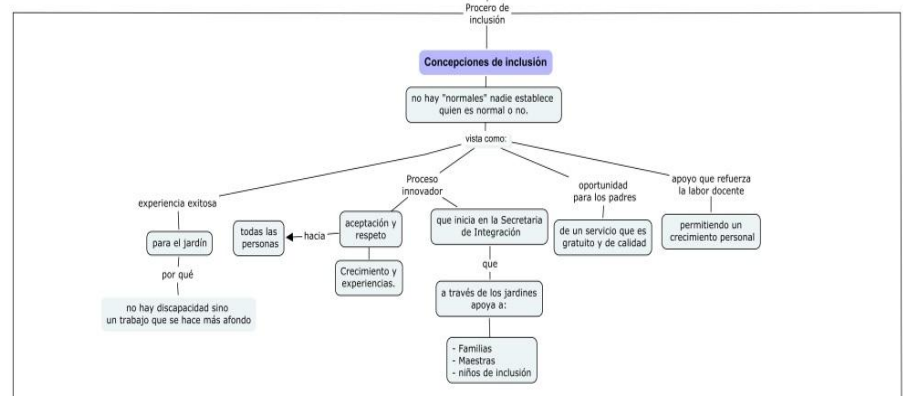 Procero de
inclusión
Concepciones de inclusión
no hay "normales" nadie establece
quien es normal o no.
vista como:
experiencia exitosa
para el jardín
por qué
no hay discapacidad sino
un trabajo que se hace más afondo
Proceso
innovador
aceptación y
respeto
hacia
todas las
personas
Crecimiento y
experiencias.
que inicia en la Secretaria
de Integración
que
a través de los jardines
apoya a:
- Familias
- Maestras
- niños de inclusión
oportunidad
para los padres
de un servicio que es
gratuito y de calidad
apoyo que refuerza
la labor docente
permitiendo un
crecimiento personal